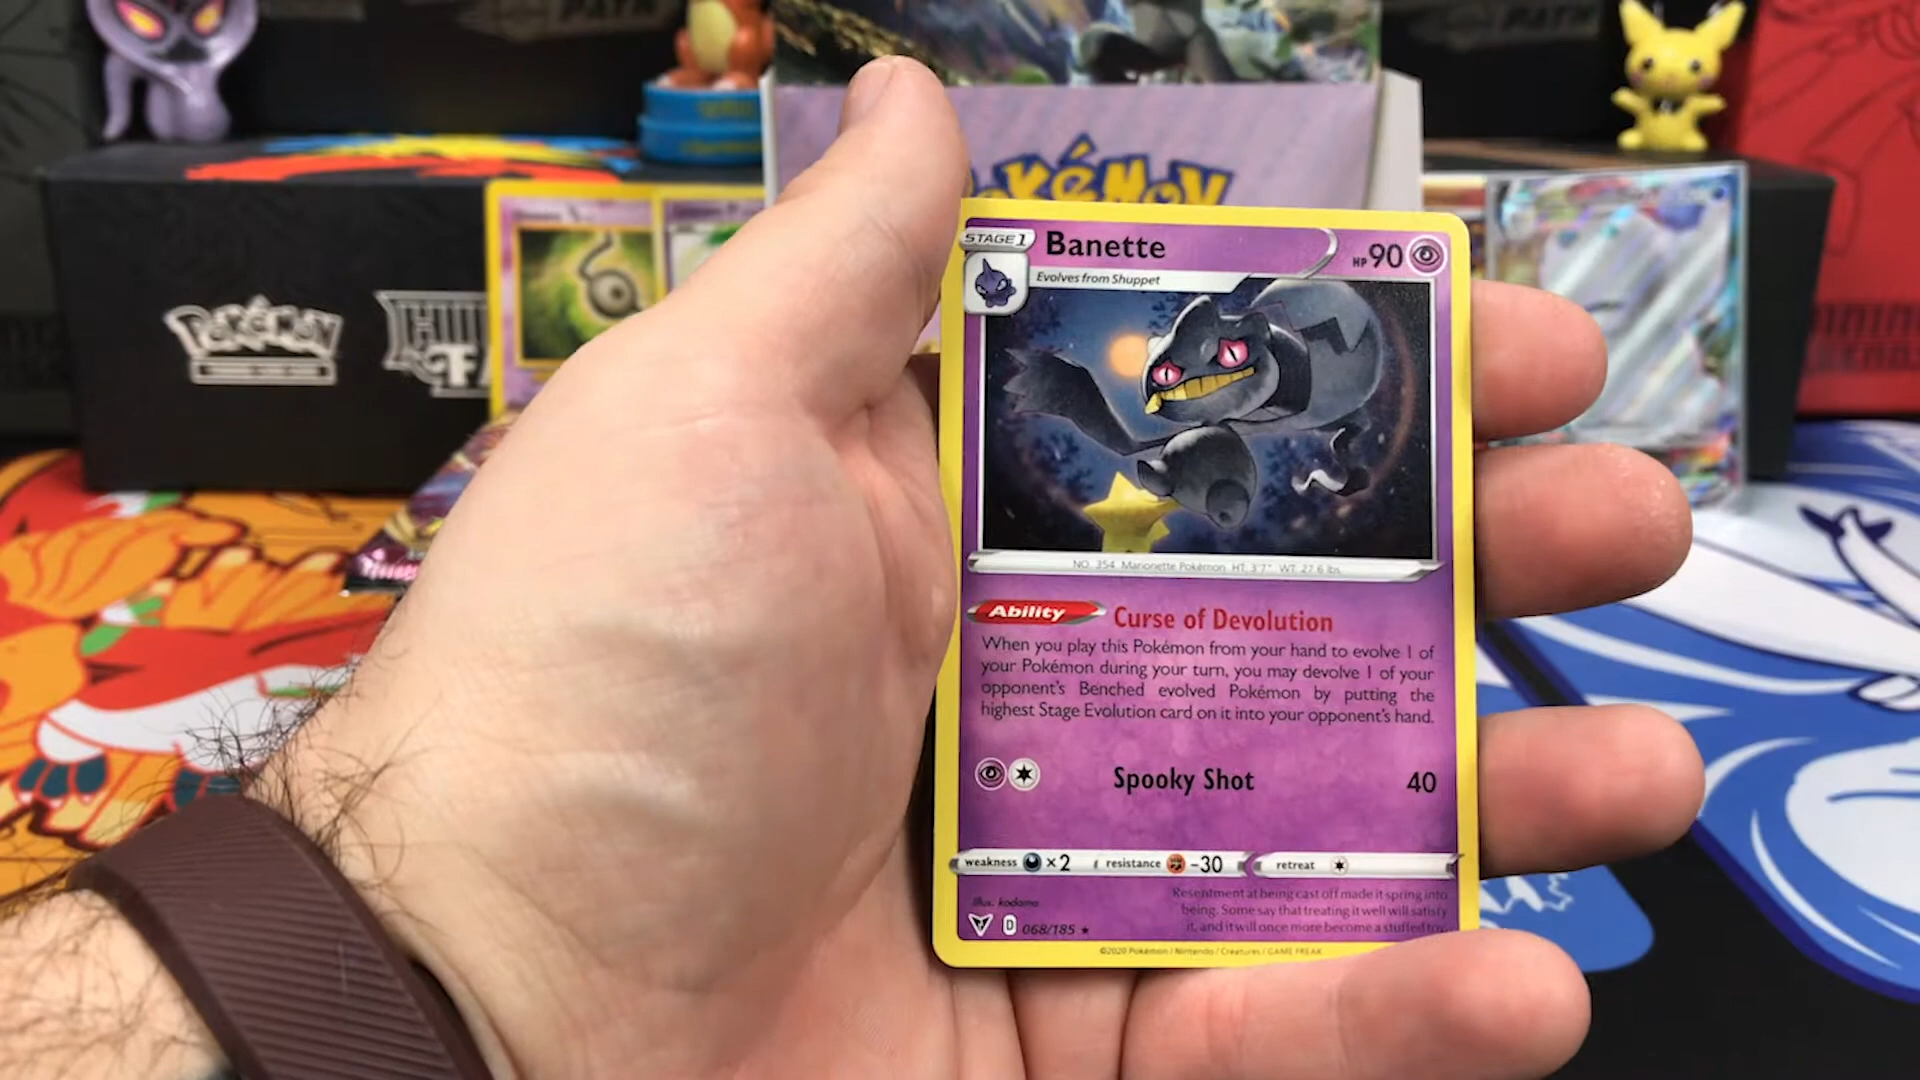 PATH
PATH
POKÉMON
POKÉMON
STAGE 1
Banette
HP 90
Evolves from Shuppet
NO. 354 Marionette Pokémon HT: 3'7" WT: 27.6 lbs.
Ability Curse of Devolution
When you play this Pokémon from your hand to evolve 1 of
your Pokémon during your turn, you may devolve 1 of your
opponent's Benched evolved Pokémon by putting the
highest Stage Evolution card on it into your opponent's hand.
Spooky Shot 40
weakness ×2 resistance -30 retreat
Resentment at being cast off made it spring into
being. Some say that treating it well will satisfy
it, and it will once more become a stuffed toy.
Illus. kodama
D 068/185
©2020 Pokémon / Nintendo / Creatures / GAME FREAK